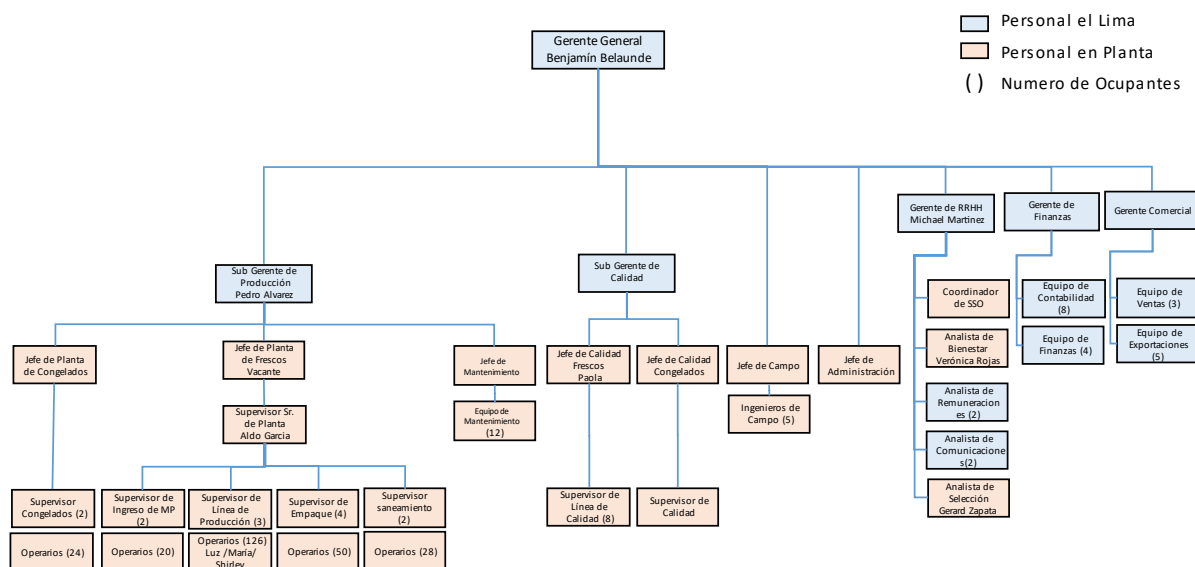 Personal el Lima
Personal en Planta
( ) Numero de Ocupantes
Gerente General
Benjamín Belaunde
Gerente de RRHH
Michael Martinez
Gerente de
Finanzas
Gerente Comercial
Sub Gerente de
Producción
Pedro Alvarez
Sub Gerente de
Calidad
Coordinador
de SSO
Equipo de
Contabilidad
(8)
Equipo de
Ventas (3)
Jefe de Planta
de Congelados
Jefe de Planta
de Frescos
Vacante
Jefe de
Mantenimiento
Jefe de Calidad
Frescos
Paola
Jefe de Calidad
Congelados
Jefe de Campo
Jefe de
Administración
Analista de
Bienestar
Verónica Rojas
Equipo de
Finanzas (4)
Equipo de
Exportaciones
(5)
Supervisor Sr.
de Planta
Aldo Garcia
Equipo de
Mantenimiento
(12)
Ingenieros de
Campo (5)
Analista de
Remuneracion
es (2)
Analista de
Comunicacione
s(2)
Analista de
Selección
Gerard Zapata
Supervisor
Congelados (2)
Supervisor de
Ingreso de MP
(2)
Supervisor de
Línea de
Producción (3)
Supervisor de
Empaque (4)
Supervisor
saneamiento
(2)
Supervisor de
Línea de
Calidad (8)
Supervisor de
Calidad
Operarios (24)
Operarios (20)
Operarios (126)
Luz /María/
Shirley
Operarios (50)
Operarios (28)